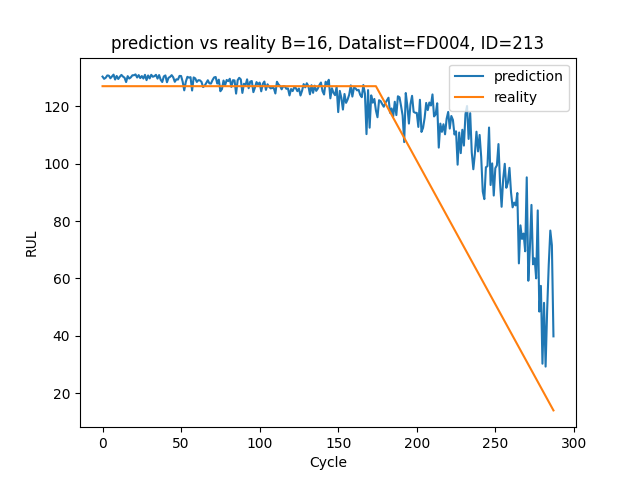 prediction vs reality B=16, Datalist=FD004, ID=213
prediction
reality
RUL
120
100
80
60
40
20
0 50 100 150 200 250 300
Cycle